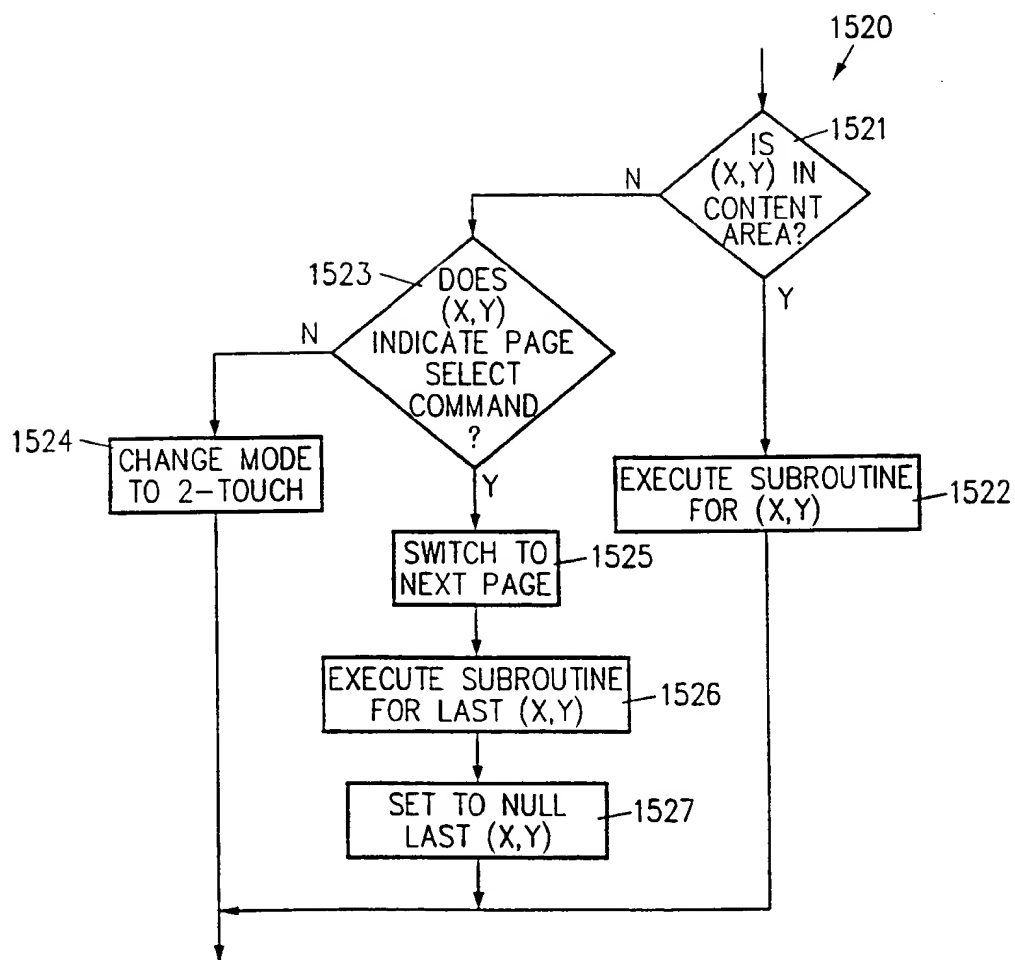 1520
1521
IS
(X,Y) IN
CONTENT
AREA?
N
Y
1523
DOES
(X,Y)
INDICATE PAGE
SELECT
COMMAND
?
N
Y
1524
CHANGE MODE
TO 2-TOUCH
EXECUTE SUBROUTINE
FOR (X,Y)
1522
SWITCH TO
NEXT PAGE
1525
EXECUTE SUBROUTINE
FOR LAST (X,Y)
1526
SET TO NULL
LAST (X,Y)
1527